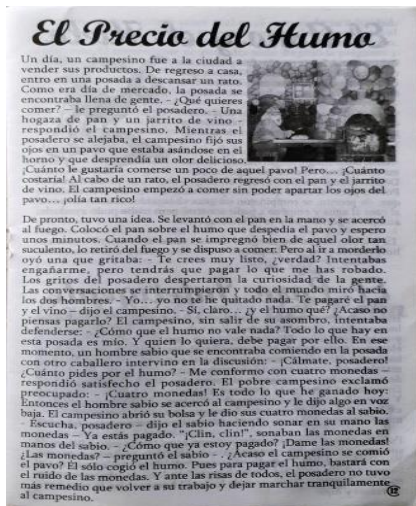 El Precio del Humo
Un día, un campesino fue a la ciudad a
vender sus productos. De regreso a casa,
entro en una posada a descansar un rato.
Como era día de mercado, la posada se
encontraba llena de gente. - ¿Qué quieres
comer? – le preguntó el posadero. - Una
hogaza de pan y un jarrito de vino -
respondió el campesino. Mientras el
posadero se alejaba, el campesino fijó sus
ojos en un pavo que estaba asándose en el
horno y que desprendía un olor delicioso.
¡Cuánto le gustaría comerse un poco de aquel pavo! Pero... ¡Cuánto
costaría! Al cabo de un rato, el posadero regresó con el pan y el jarrito
de vino. El campesino empezó a comer sin poder apartar los ojos del
pavo... ¡olía tan rico!
De pronto, tuvo una idea. Se levantó con el pan en la mano y se acercó
al fuego. Colocó el pan sobre el humo que despedía el pavo y espero
unos minutos. Cuando el pan se impregnó bien de aquel olor tan
suculento, lo retiró del fuego y se dispuso a comer. Pero al ir a morderlo
oyó una que gritaba: - Te crees muy listo, ¿verdad? Intentabas
engañarme, pero tendrás que pagar lo que me has robado.
Los gritos del posadero despertaron la curiosidad de la gente.
Las conversaciones se interrumpieron y todo el mundo miró hacia
los dos hombres. - Yo... yo no te he quitado nada. Te pagaré el pan
y el vino – dijo el campesino. - Sí, claro... ¿y el humo qué? ¿Acaso no
piensas pagarlo? El campesino, sin salir de su asombro, intentaba
defenderse: - ¿Cómo que el humo no vale nada? Todo lo que hay en
esta posada es mío. Y quien lo quiera, debe pagar por ello. En ese
momento, un hombre sabio que se encontraba comiendo en la posada
con otro caballero intervino en la discusión: - ¡Cálmate, posadero!
¿Cuánto pides por el humo? - Me conformo con cuatro monedas –
respondió satisfecho el posadero. El pobre campesino exclamó
preocupado: - ¡Cuatro monedas! Es todo lo que he ganado hoy:
Entonces el hombre sabio se acercó al campesino y le dijo algo en voz
baja. El campesino abrió su bolsa y le dio sus cuatro monedas al sabio.
- Escucha, posadero – dijo el sabio haciendo sonar en su mano las
monedas – Ya estás pagado. "¡Clin, clin!", sonaban las monedas en
manos del sabio. - ¿Cómo que ya estoy pagado? ¡Dame las monedas!
¿Las monedas? – preguntó el sabio - . ¿Acaso el campesino se comió
el pavo? Él sólo cogió el humo. Pues para pagar el humo, bastará con
el ruido de las monedas. Y ante las risas de todos, el posadero no tuvo
más remedio que volver a su trabajo y dejar marchar tranquilamente
al campesino.